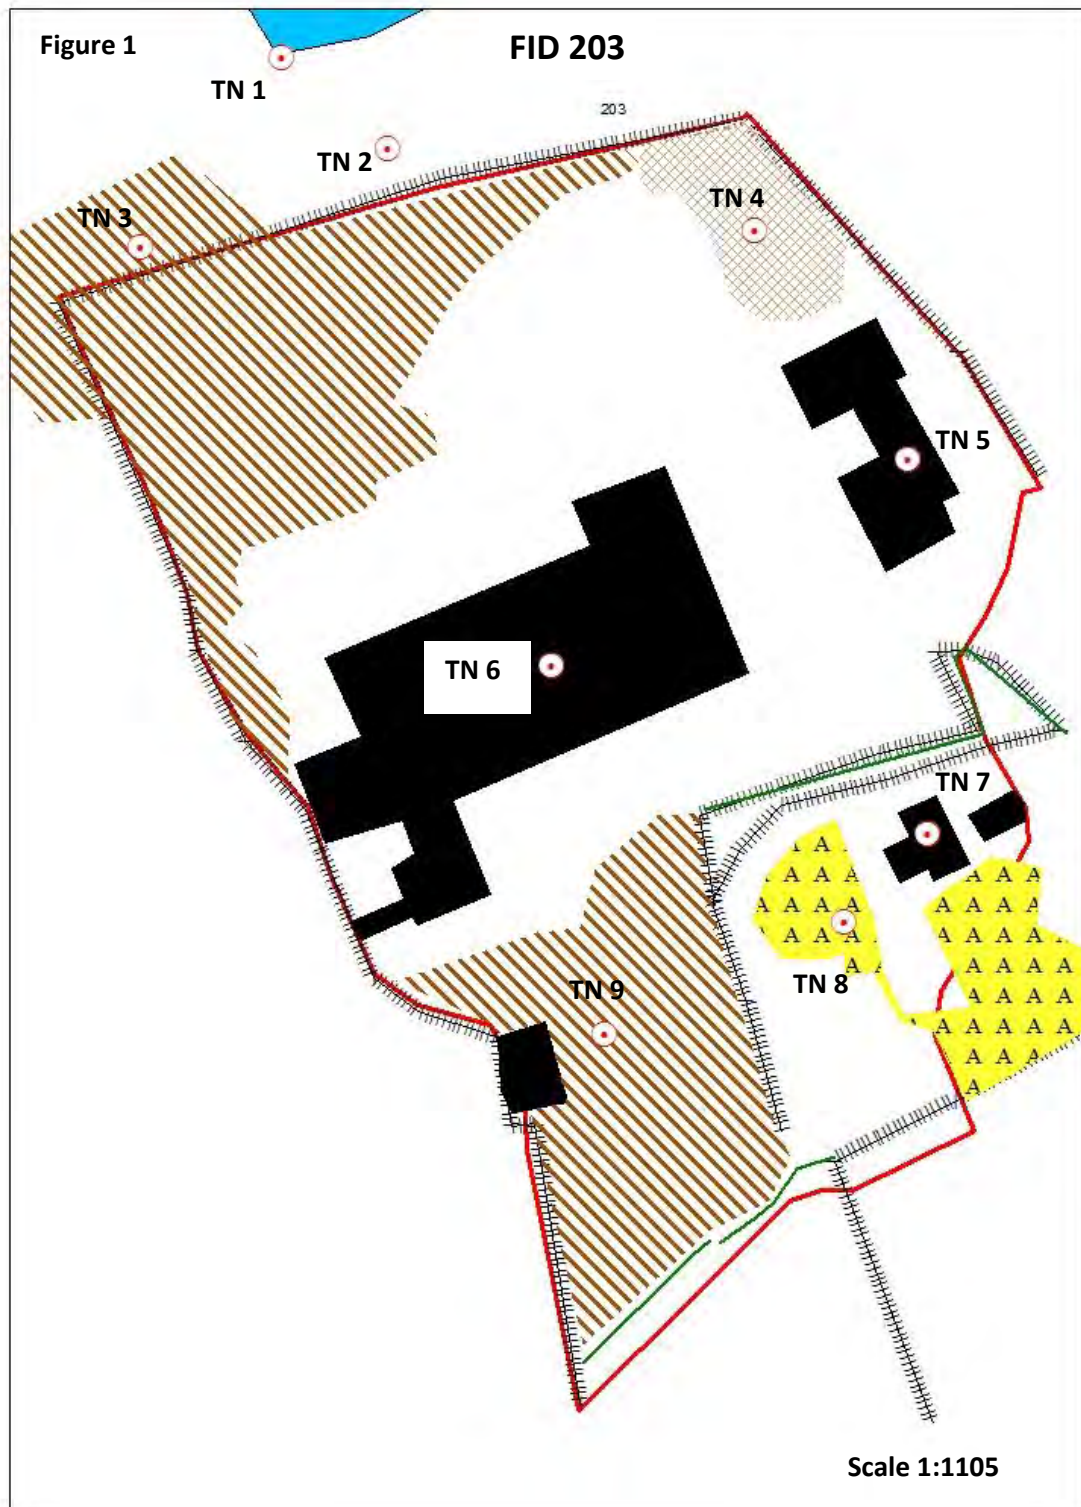 Figure 1
FID 203
TN 1
203
TN 2
TN 4
TN 3
TN 5
TN 6
TN 7
A A
A A A A
A A A A A A A
A A A A A A A A
A A A A A A A
A A A A A A
TN 8
A A A
TN 9
A A A A A
A A A
A
Scale 1:1105